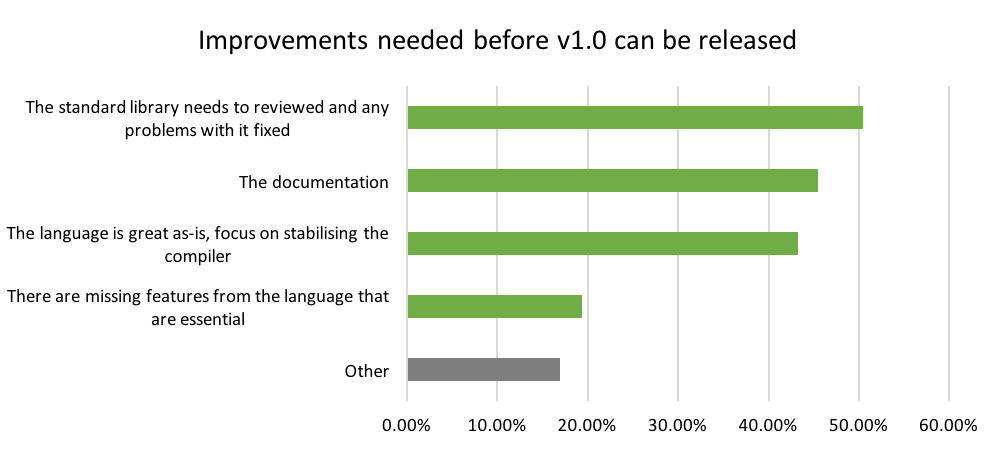 Improvements needed before v1.0 can be released
The standard library needs to reviewed and any
problems with it fixed
The documentation
The language is great as-is, focus on stabilising the
compiler
There are missing features from the language that
are essential
Other
0.00% 10.00% 20.00% 30.00% 40.00% 50.00% 60.00%